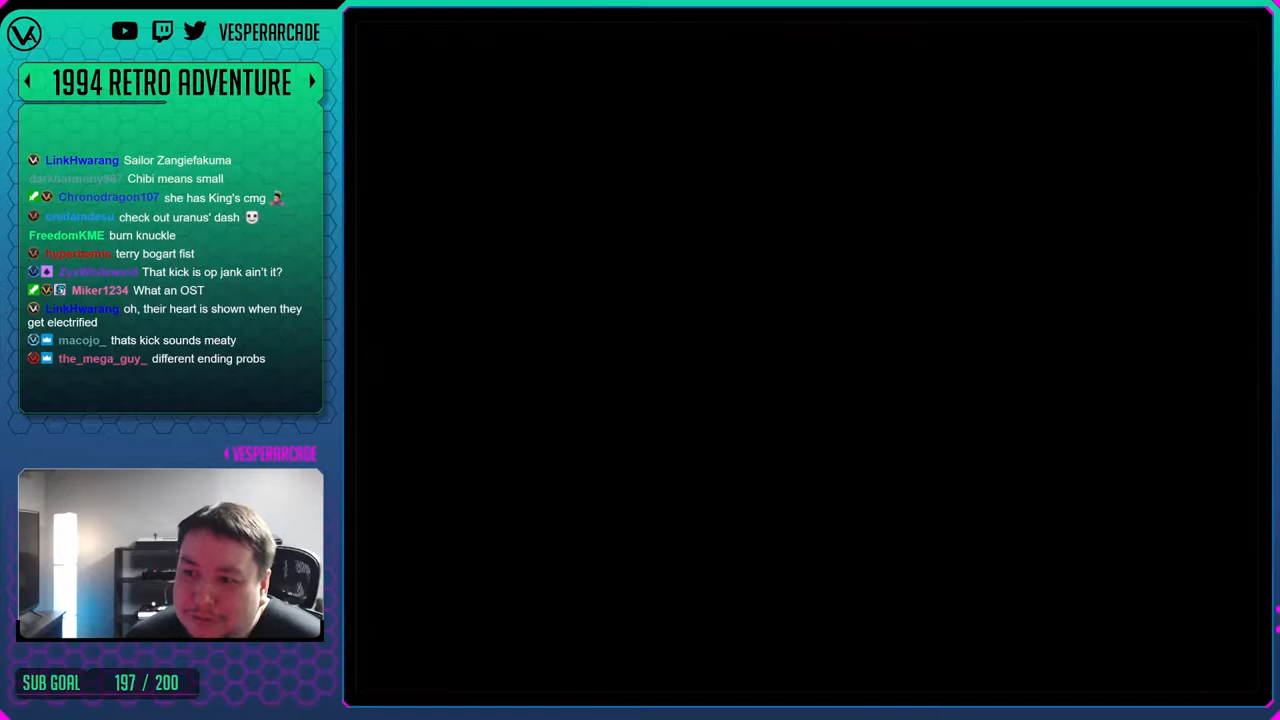 VESPERARCADE
1994 RETRO ADVENTURE
LinkHwarang Sailor Zangiefakuma
darkharmony987 Chibi means small
Chronodragon107 she has King's cmg
check out uranus' dash
FreedomKME burn knuckle
terry bogart fist
That kick is op jank ain't it?
Miker1234 What an OST
LinkHwarang oh, their heart is shown when they
get electrified
macojo_ thats kick sounds meaty
the_mega_guy_ different ending probs
VESPERARCADE
SUB GOAL 197 / 200